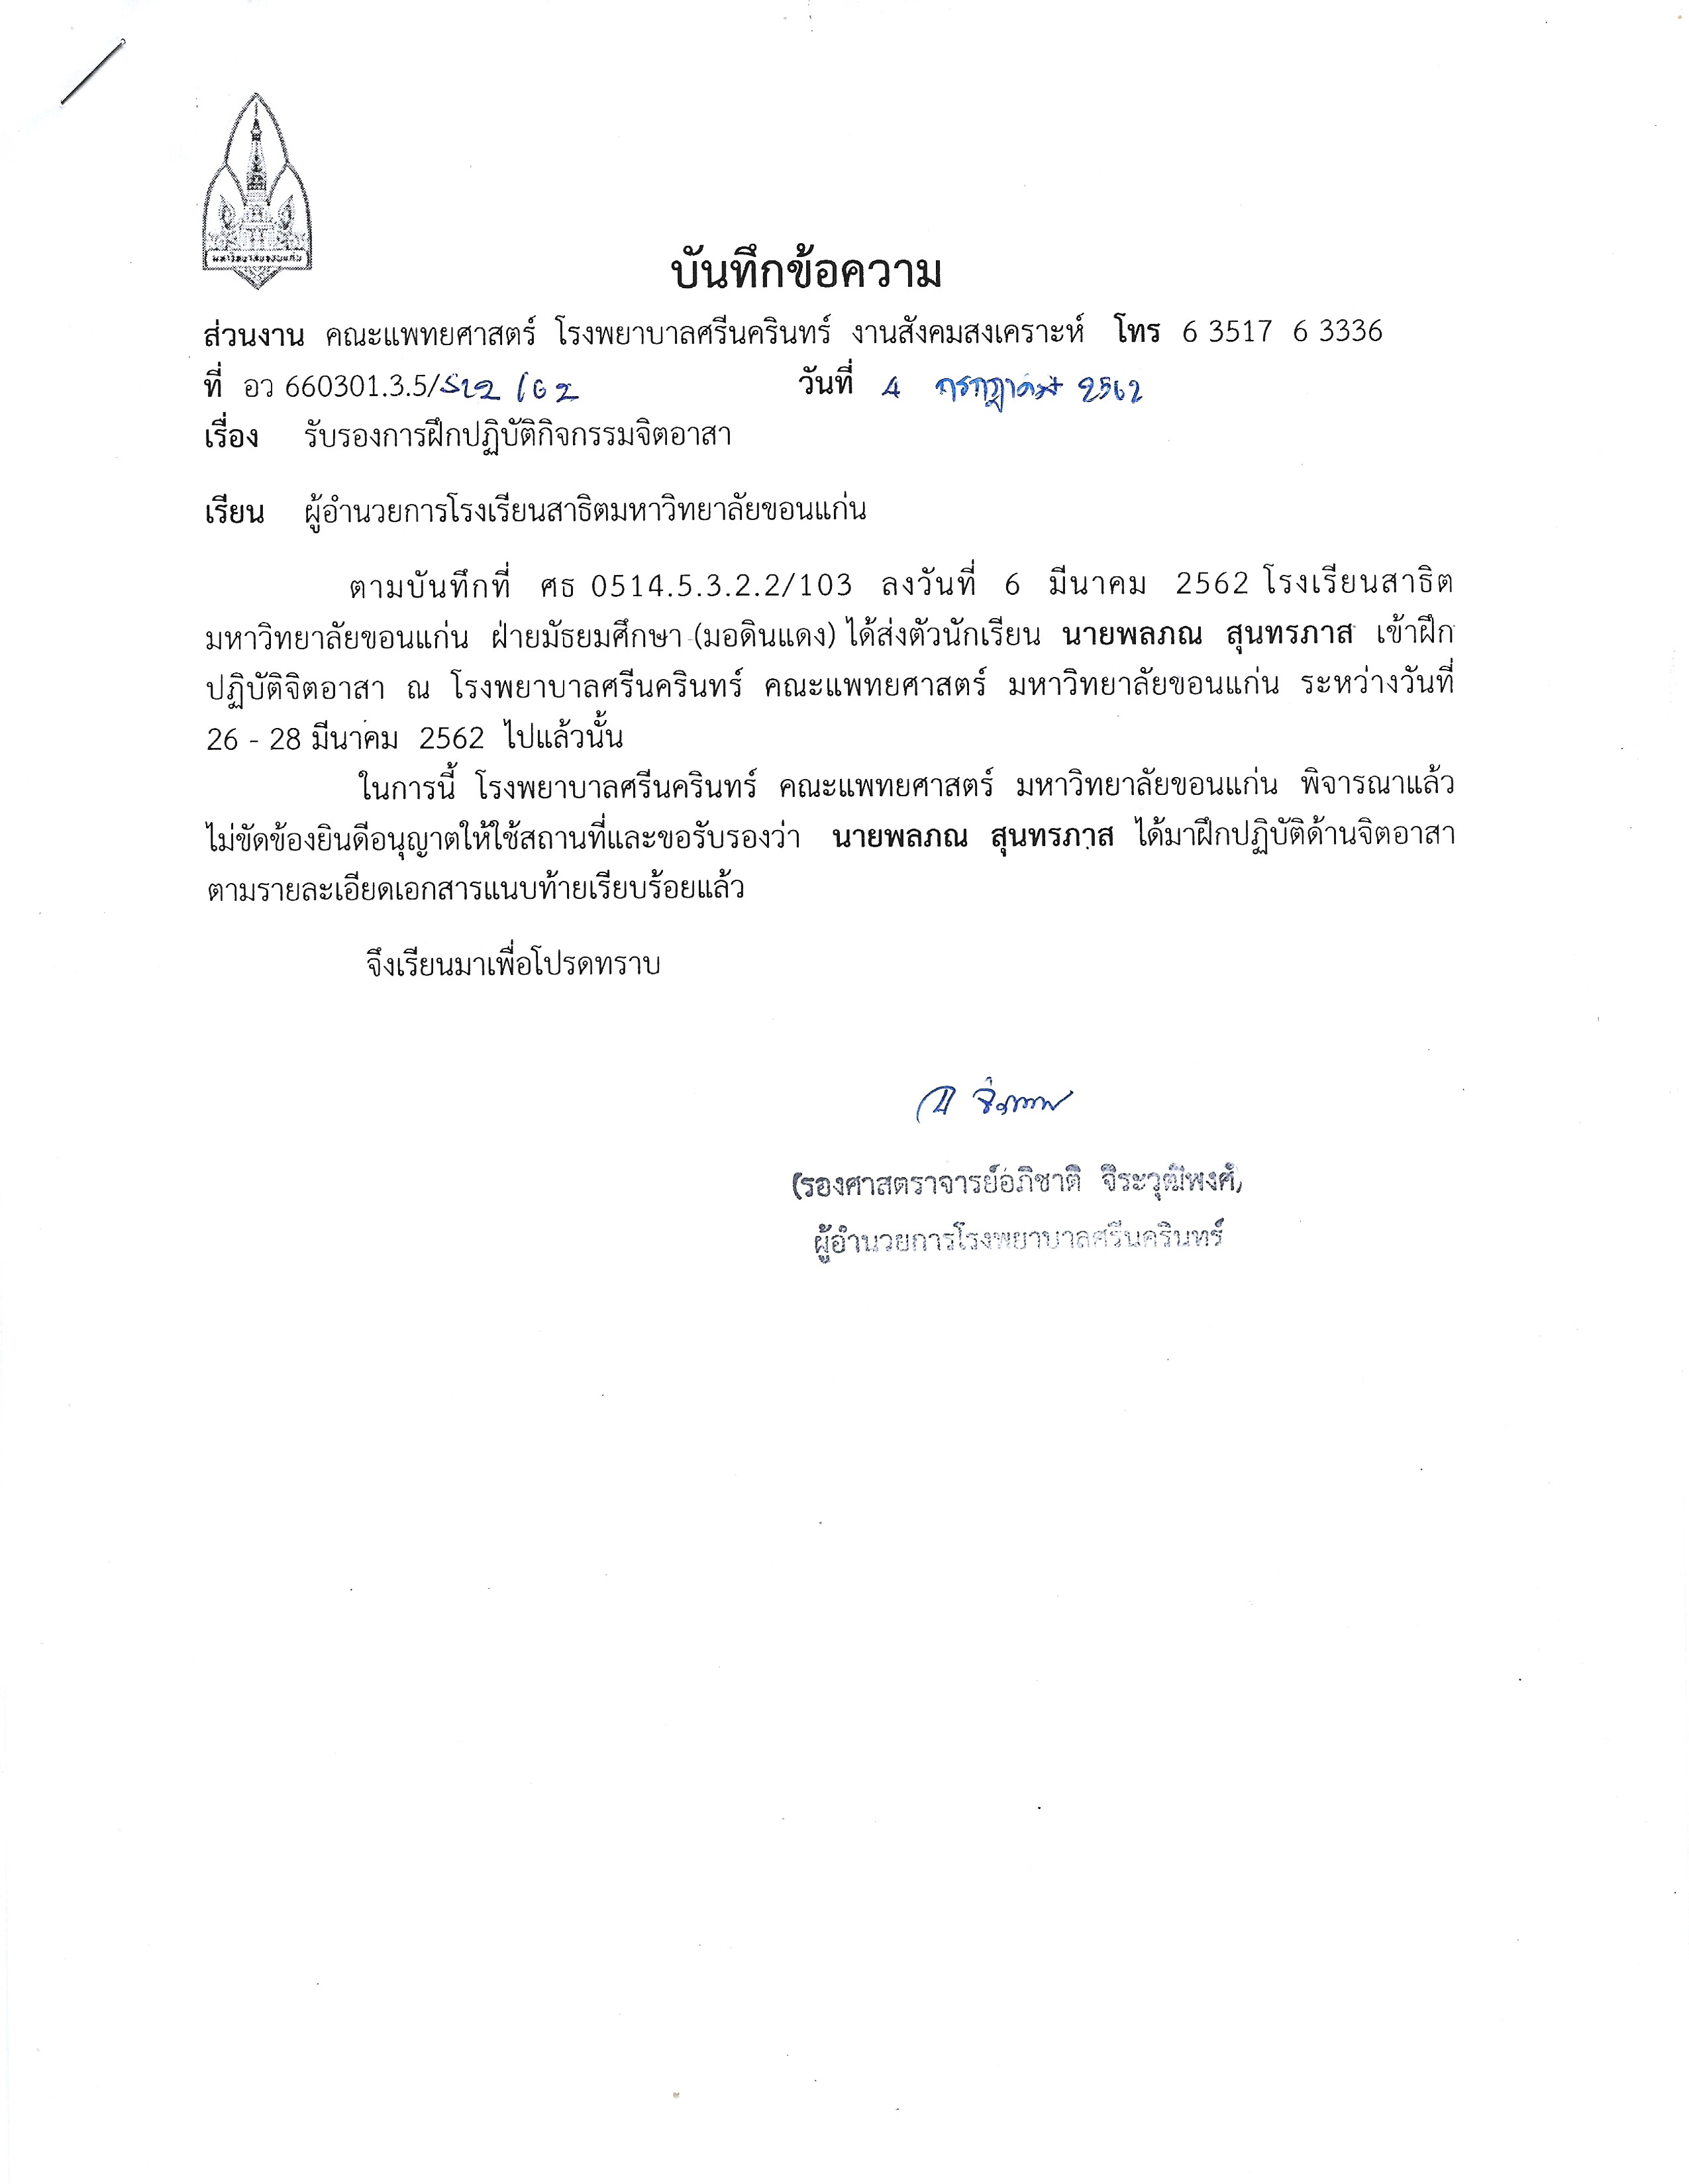 มหาวิทยาลัยขอนแก่น
บันทึกข้อความ
ส่วนงาน คณะแพทยศาสตร์ โรงพยาบาลศรีนครินทร์ งานสังคมสงเคราะห์ โทร 6 3517 6 3336
ที่ อว 660301.3.5/512/62 วันที่ 4 กรกฎาคม 2562
เรื่อง รับรองการฝึกปฏิบัติกิจกรรมจิตอาสา
เรียน ผู้อำนวยการโรงเรียนสาธิตมหาวิทยาลัยขอนแก่น
ตามบันทึกที่ ศธ 0514.5.3.2.2/103 ลงวันที่ 6 มีนาคม 2562 โรงเรียนสาธิต
มหาวิทยาลัยขอนแก่น ฝ่ายมัธยมศึกษา (มอดินแดง) ได้ส่งตัวนักเรียน นายพลภณ สุนทรภาส เข้าฝึก
ปฏิบัติจิตอาสา ณ โรงพยาบาลศรีนครินทร์ คณะแพทยศาสตร์ มหาวิทยาลัยขอนแก่น ระหว่างวันที่
26 - 28 มีนาคม 2562 ไปแล้วนั้น
ในการนี้ โรงพยาบาลศรีนครินทร์ คณะแพทยศาสตร์ มหาวิทยาลัยขอนแก่น พิจารณาแล้ว
ไม่ขัดข้องยินดีอนุญาตให้ใช้สถานที่และขอรับรองว่า นายพลภณ สุนทรภาส ได้มาฝึกปฏิบัติด้านจิตอาสา
ตามรายละเอียดเอกสารแนบท้ายเรียบร้อยแล้ว
จึงเรียนมาเพื่อโปรดทราบ
(รองศาสตราจารย์อภิชาติ จิระวุฒิพงศ์)
ผู้อำนวยการโรงพยาบาลศรีนครินทร์